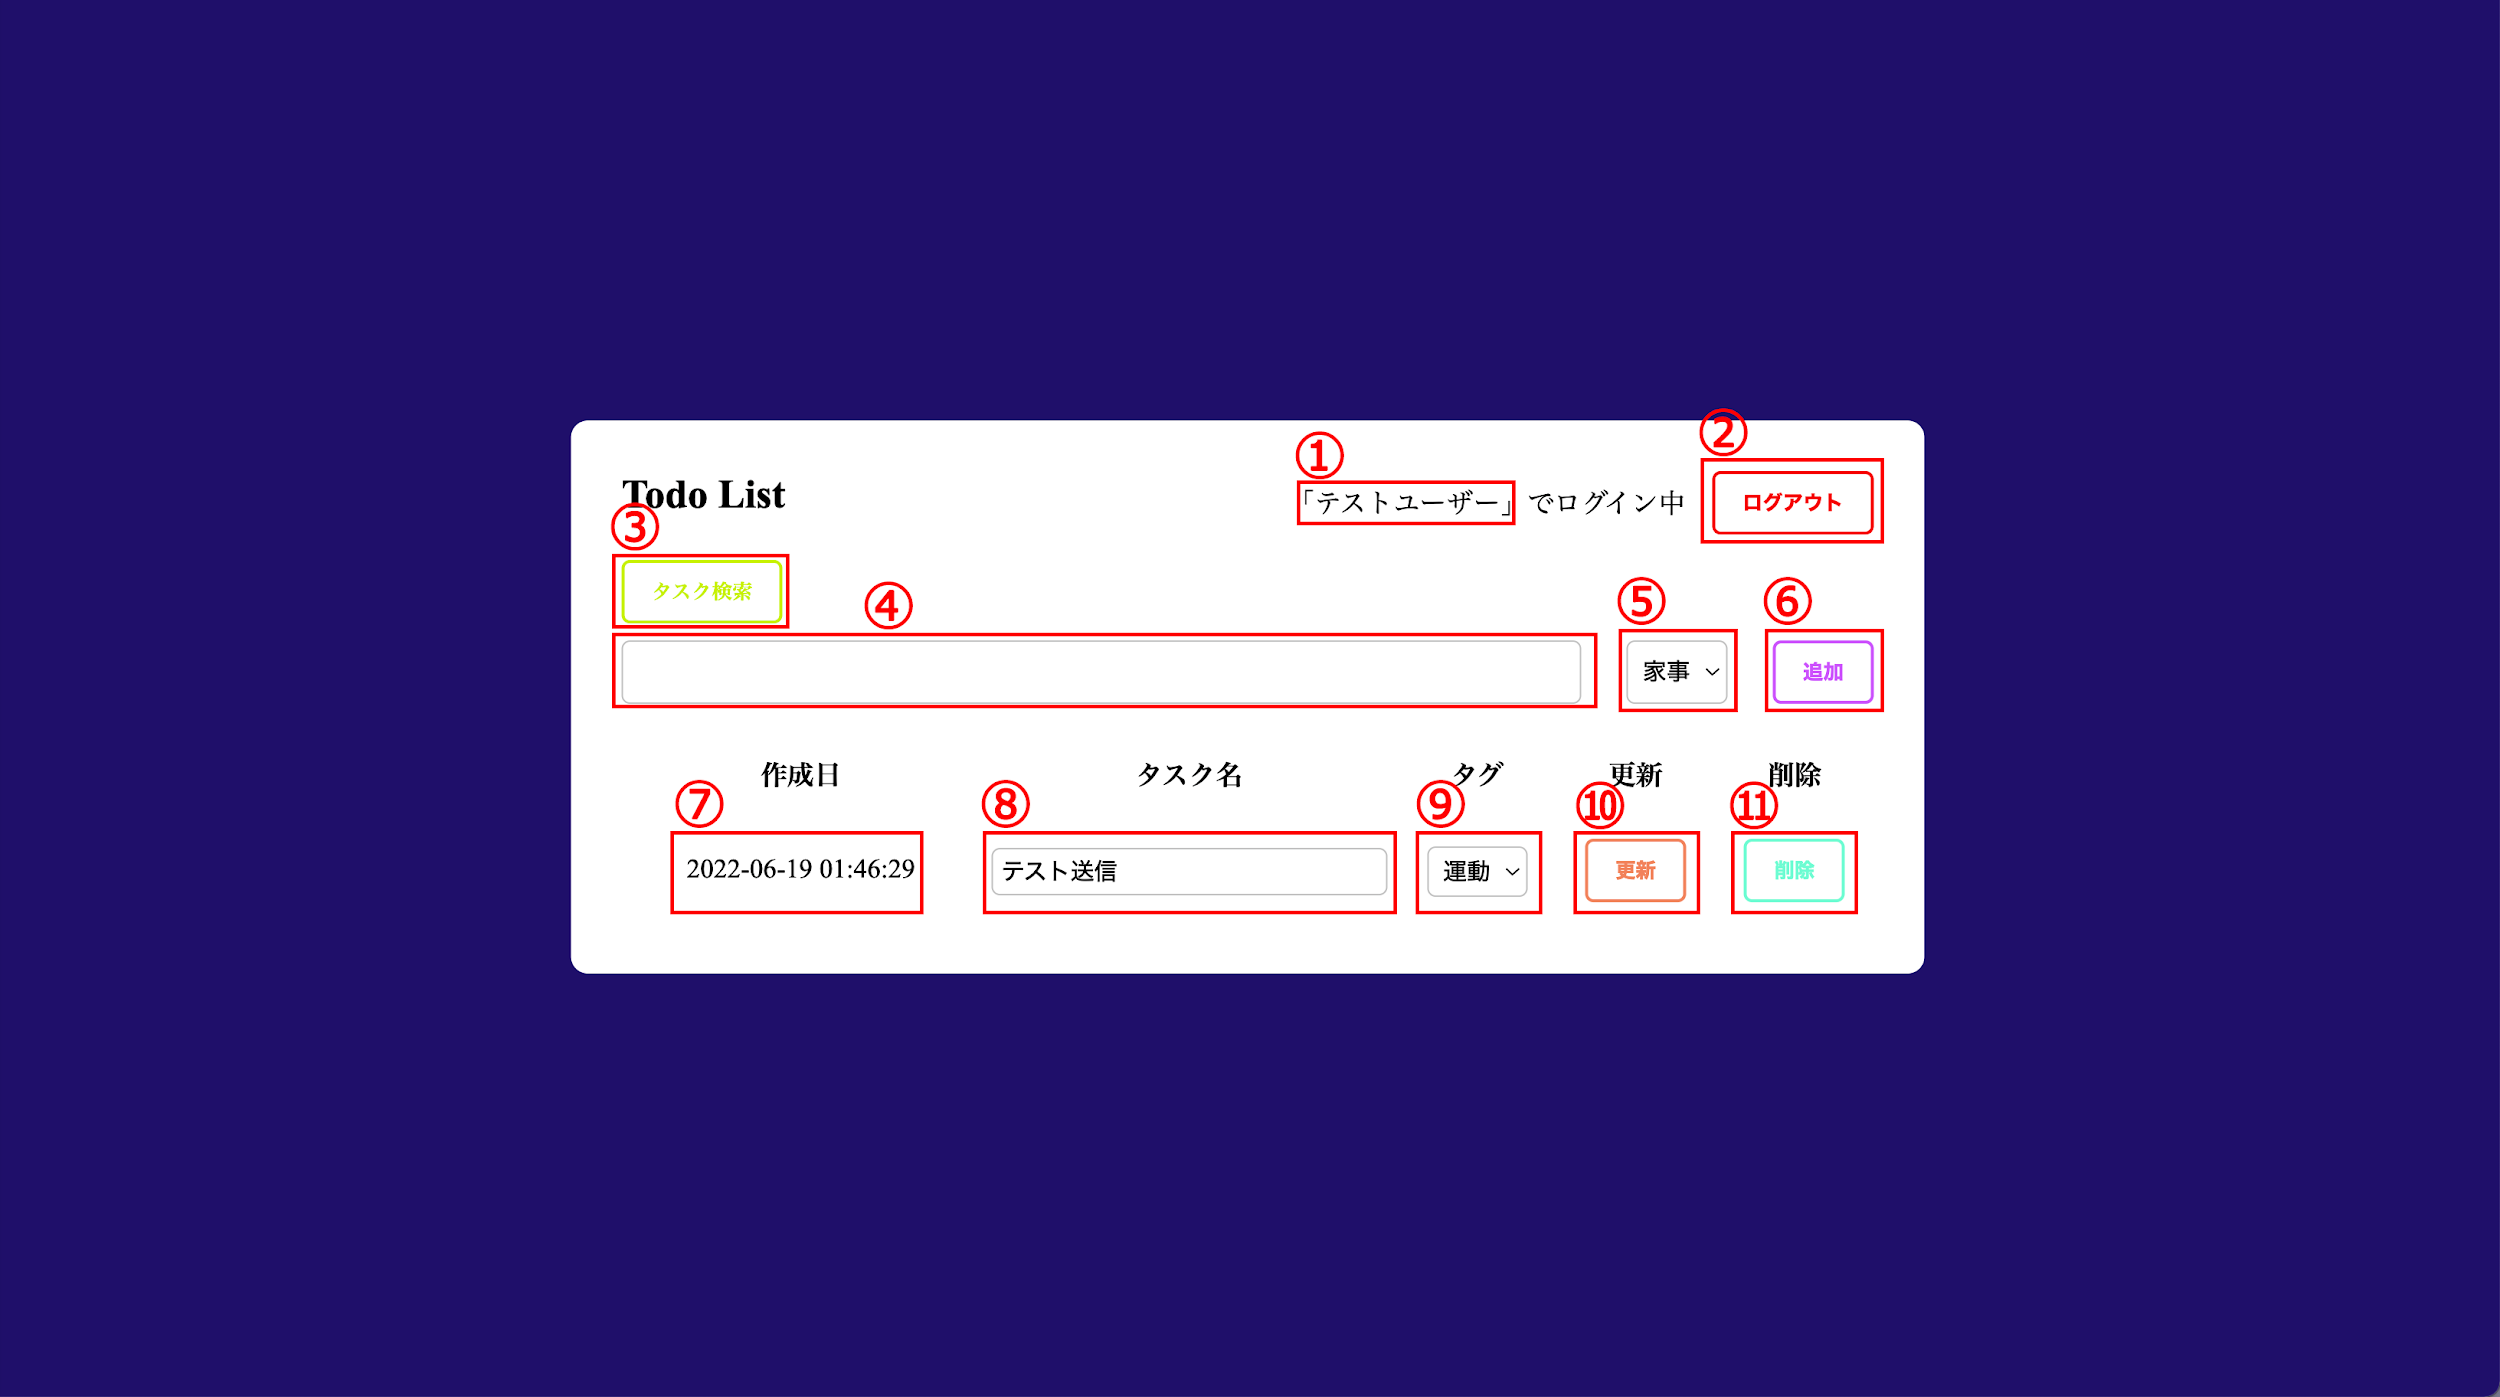 ① ②
Todo List 「テストユーザー」 でログイン中 ログアウト
③
タスク検索
④ ⑤ ⑥
家事 追加
作成日 タスク名 タグ 更新 削除
⑦ ⑧ ⑨ ⑩ ⑪
2022-06-19 01:46:29 テスト送信 運動 更新 削除